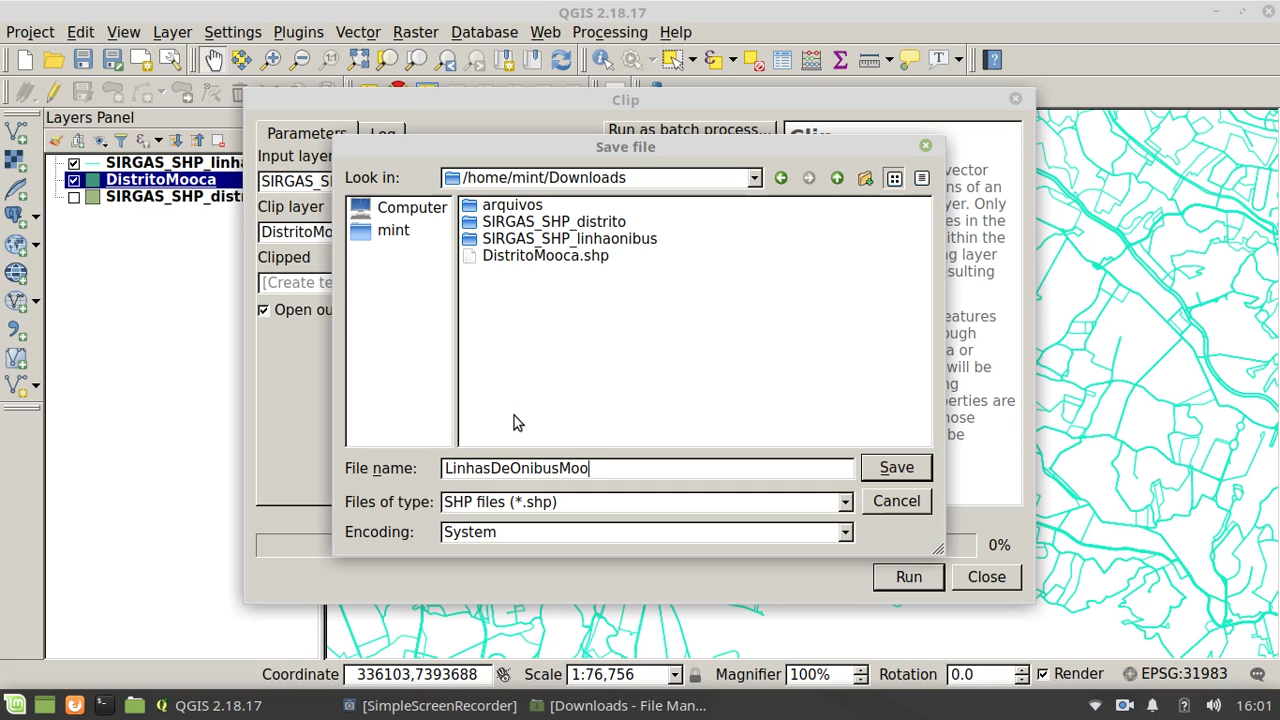 QGIS 2.18.17
Project Edit View Layer Settings Plugins Vector Raster Database Web Processing Help
Layers Panel
SIRGAS_SHP_linha
DistritoMooca
SIRGAS_SHP_distr
Clip
Parameters Log
Run as batch process...
Clip
Input layer
SIRGAS_S
Clip layer
DistritoMo
Clipped
[Create te
Open ou
vector
ns of an
er. Only
es in the
ithin the
ng layer
esulting
eatures
ough
a or
will be
ng
perties are
hose
be
Save file
Look in: /home/mint/Downloads
Computer
mint
arquivos
SIRGAS_SHP_distrito
SIRGAS_SHP_linhaonibus
DistritoMooca.shp
File name: LinhasDeOnibusMoo Save
Files of type: SHP files (*.shp) Cancel
Encoding: System
0%
Run Close
Coordinate 336103,7393688 Scale 1:76,756 Magnifier 100% Rotation 0.0 Render EPSG:31983
QGIS 2.18.17 [SimpleScreenRecorder] [Downloads - File Man... 16:01